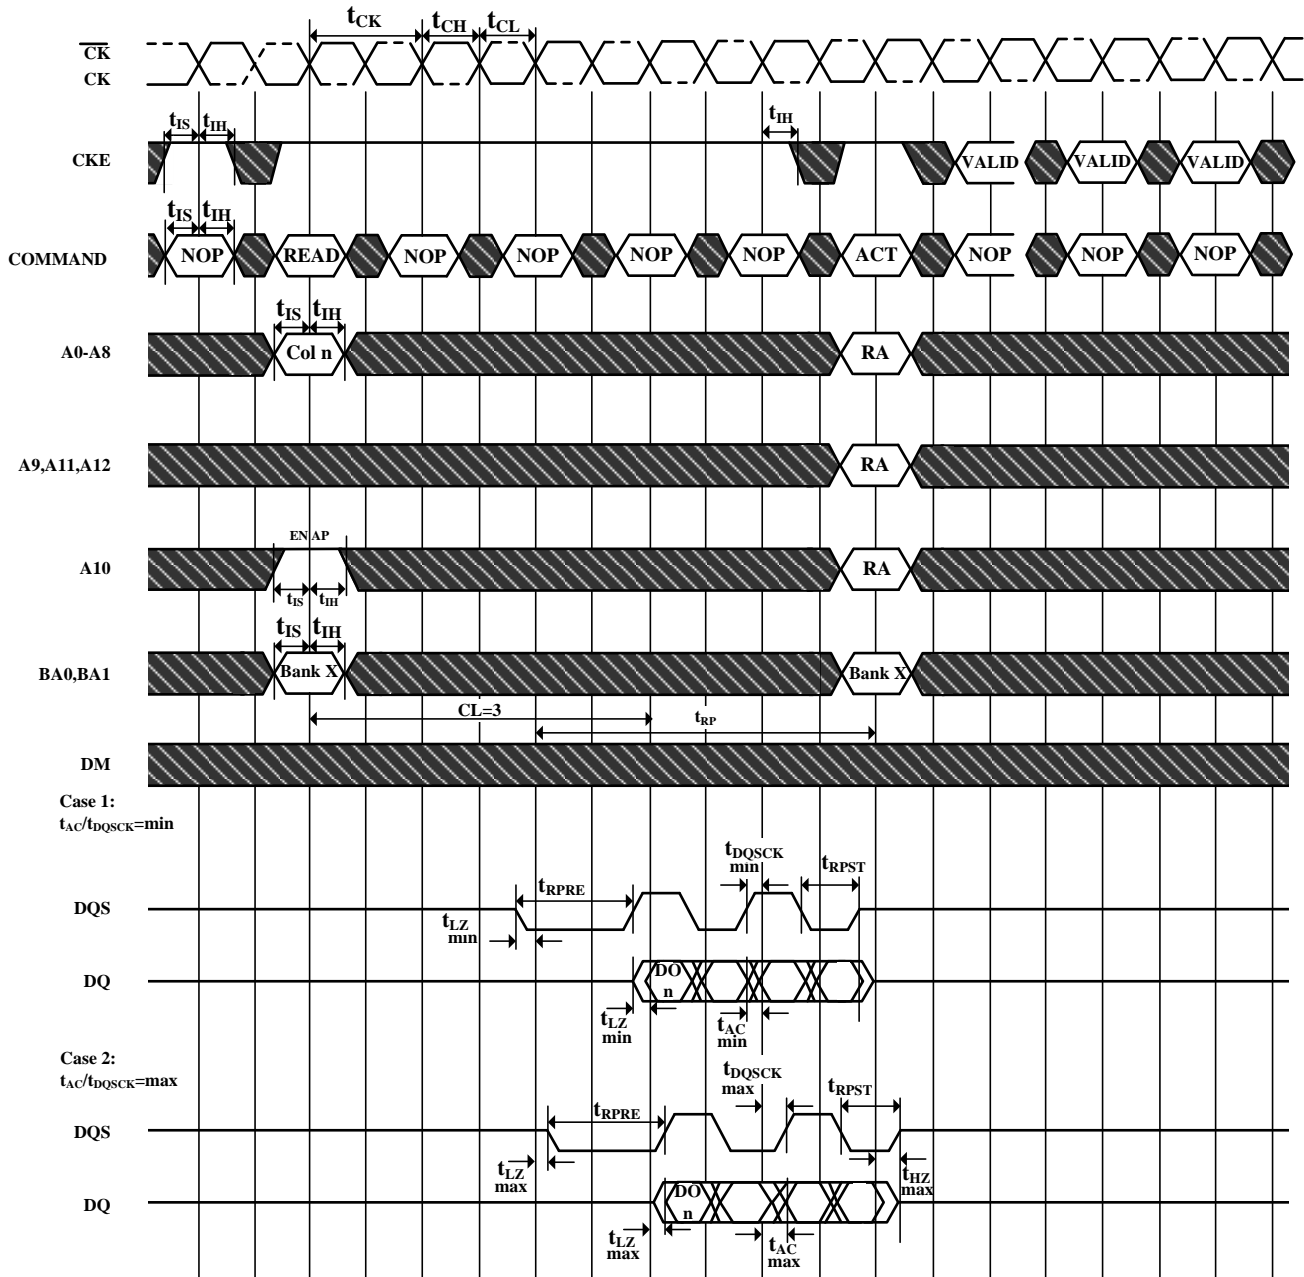 tCK tCH tCL
CK
CK
tIS tIH tIH
CKE VALID VALID VALID
tIS tIH
COMMAND NOP READ NOP NOP NOP NOP ACT NOP NOP NOP
tIS tIH
A0-A8 Col n RA
A9,A11,A12 RA
EN AP
A10 RA
tIS tIH
tIS tIH
BA0,BA1 Bank X Bank X
CL=3 tRP
DM
Case 1:
tAC/tDQSCK=min
tDQSCK min tRPST
tRPRE
DQS
tLZ min
DQ DO n
tLZ min tAC min
Case 2:
tAC/tDQSCK=max
tDQSCK max tRPST
tRPRE
DQS
tLZ max tHZ max
DQ DO n
tLZ max tAC max